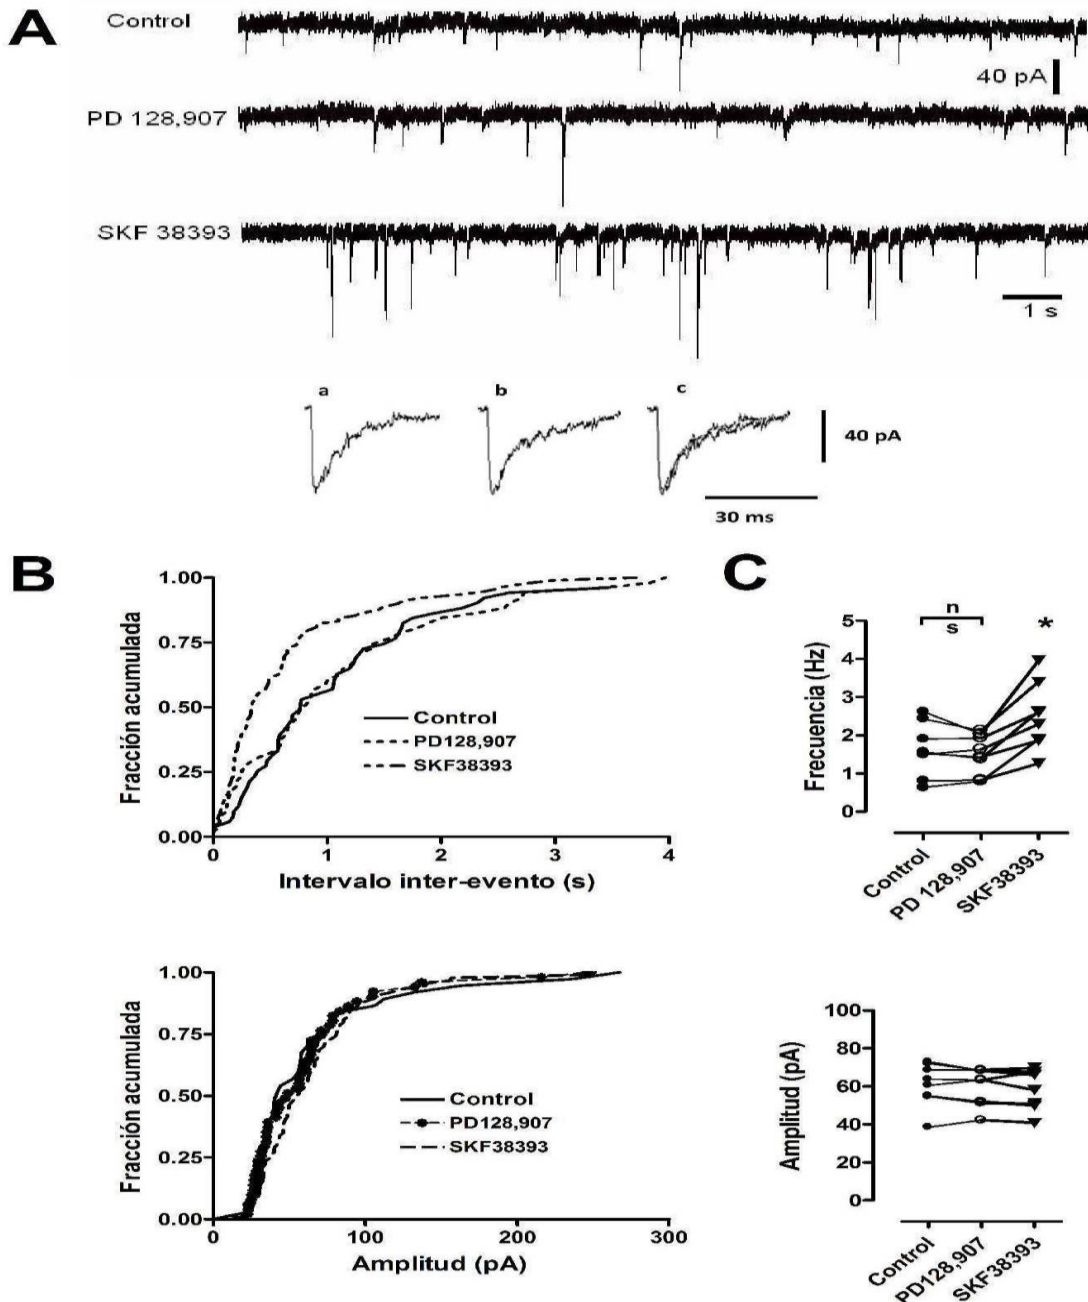 A
Control
40 pA
PD 128,907
SKF 38393
1 s
a
b
c
40 pA
30 ms
B
1.00
0.75
0.50
0.25
0.00
Fracción acumulada
Control
PD128,907
SKF38393
0
1
2
3
4
Intervalo inter-evento (s)
C
n
s
*
5
4
3
2
1
0
Frecuencia (Hz)
Control
PD 128,907
SKF38393
1.00
0.75
0.50
0.25
0.00
Fracción acumulada
Control
PD128,907
SKF38393
0
100
200
300
Amplitud (pA)
100
80
60
40
20
0
Amplitud (pA)
Control
PD128,907
SKF38393